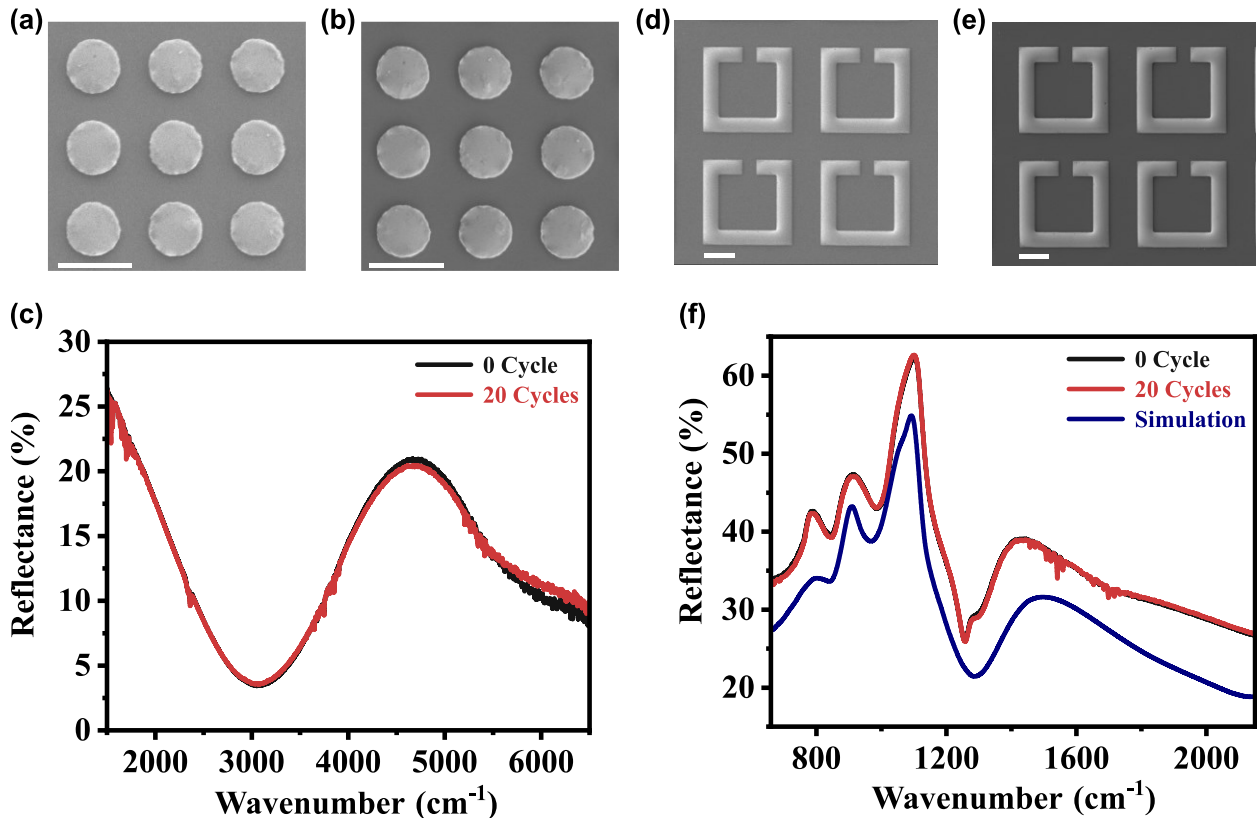 (a)
(b)
(d)
(e)
(c)
30
25
20
15
10
5
0
Reflectance (%)
0 Cycle
20 Cycles
2000 3000 4000 5000 6000
Wavenumber (cm⁻¹)
(f)
60
50
40
30
20
Reflectance (%)
0 Cycle
20 Cycles
Simulation
800 1200 1600 2000
Wavenumber (cm⁻¹)